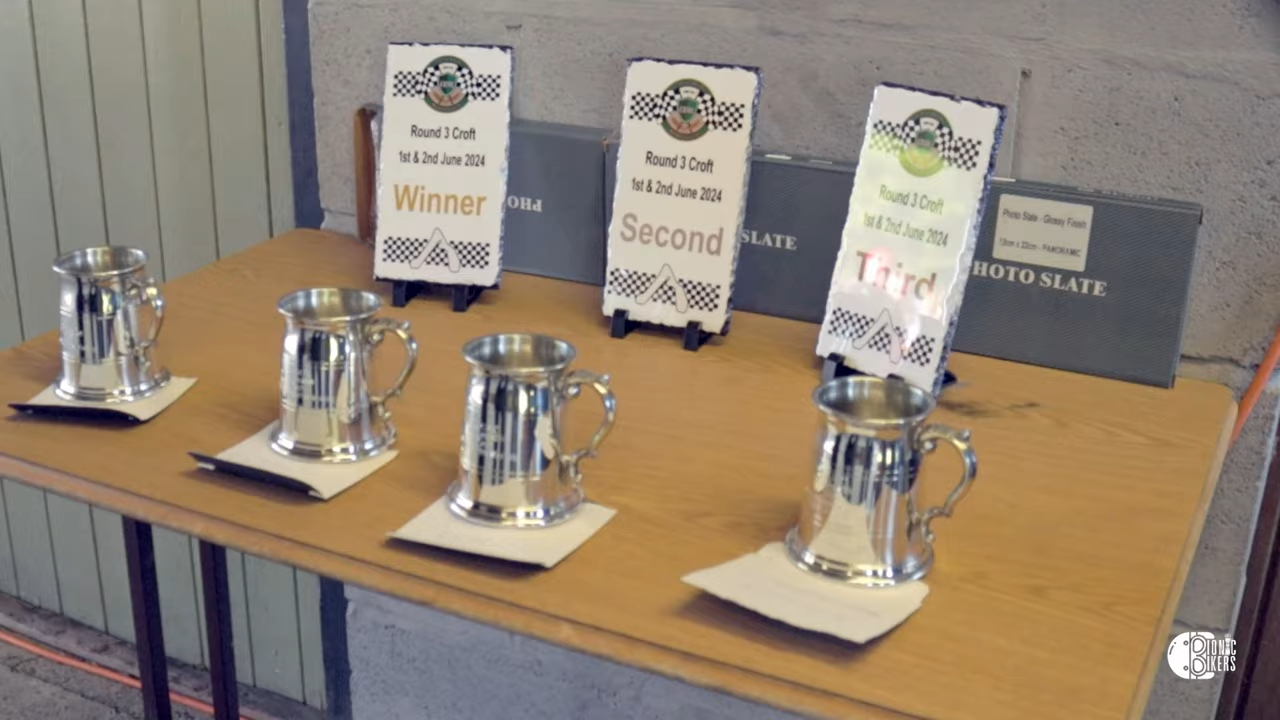 Round 3 Croft
1st & 2nd June 2024
Winner
Round 3 Croft
1st & 2nd June 2024
Second
Round 3 Croft
1st & 2nd June 2024
Third
PHO
SLATE
Photo Slate - Glossy Finish
PANORAMIC
PHOTO SLATE
BIONIC
BIKERS